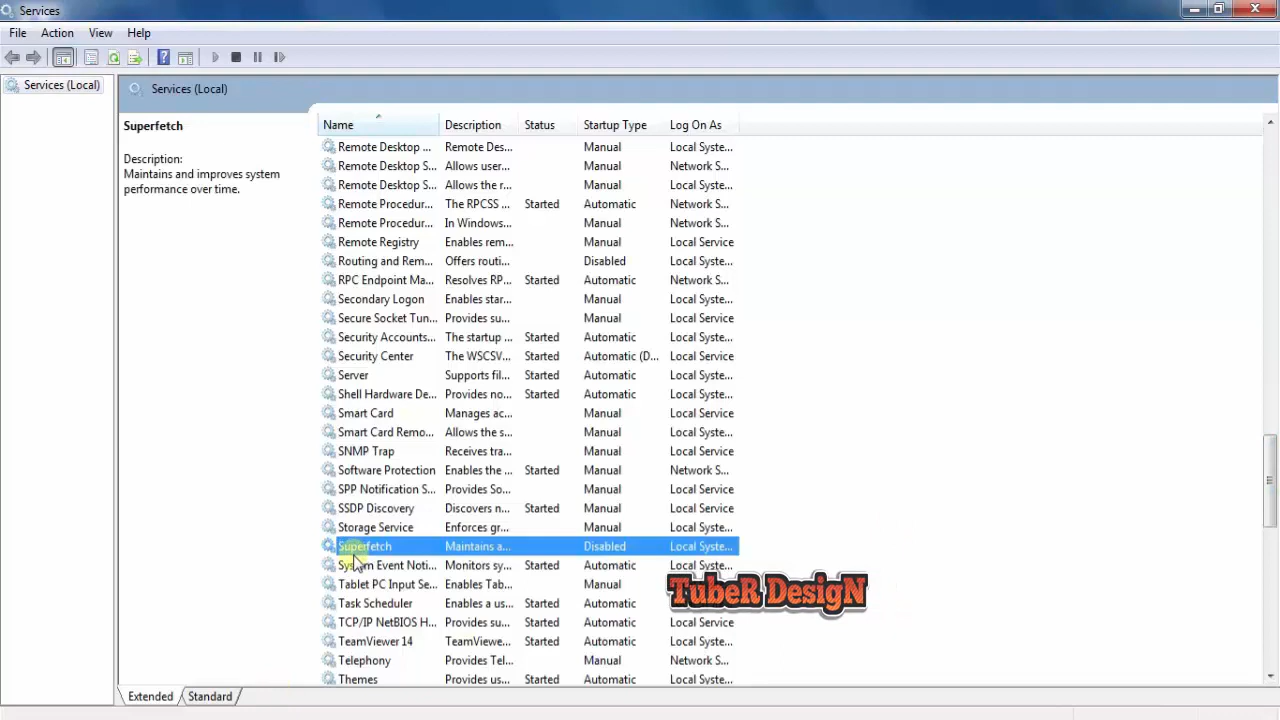 Services
File Action View Help
Services (Local)
Services (Local)
Superfetch
Description:
Maintains and improves system
performance over time.
Name Description Status Startup Type Log On As
Remote Desktop ... Remote Des... Manual Local Syste...
Remote Desktop S... Allows user... Manual Network S...
Remote Desktop S... Allows the r... Manual Local Syste...
Remote Procedur... The RPCSS ... Started Automatic Network S...
Remote Procedur... In Windows... Manual Network S...
Remote Registry Enables rem... Manual Local Service
Routing and Rem... Offers routi... Disabled Local Syste...
RPC Endpoint Ma... Resolves RP... Started Automatic Network S...
Secondary Logon Enables star... Manual Local Syste...
Secure Socket Tun... Provides su... Manual Local Service
Security Accounts... The startup ... Started Automatic Local Syste...
Security Center The WSCSV... Started Automatic (D... Local Service
Server Supports fil... Started Automatic Local Syste...
Shell Hardware De... Provides no... Started Automatic Local Syste...
Smart Card Manages ac... Manual Local Service
Smart Card Remo... Allows the s... Manual Local Syste...
SNMP Trap Receives tra... Manual Local Service
Software Protection Enables the ... Started Automatic Network S...
SPP Notification S... Provides So... Manual Local Service
SSDP Discovery Discovers n... Started Manual Local Service
Storage Service Enforces gr... Manual Local Syste...
Superfetch Maintains a... Disabled Local Syste...
System Event Noti... Monitors sy... Started Automatic Local Syste...
Tablet PC Input Se... Enables Tab... Manual
TubeR DesigN
Task Scheduler Enables a us... Started Automatic
TCP/IP NetBIOS H... Provides su... Started Automatic Local Service
TeamViewer 14 TeamViewe... Started Automatic Local Syste...
Telephony Provides Tel... Manual Network S...
Themes Provides us... Started Automatic Local Syste...
Extended Standard